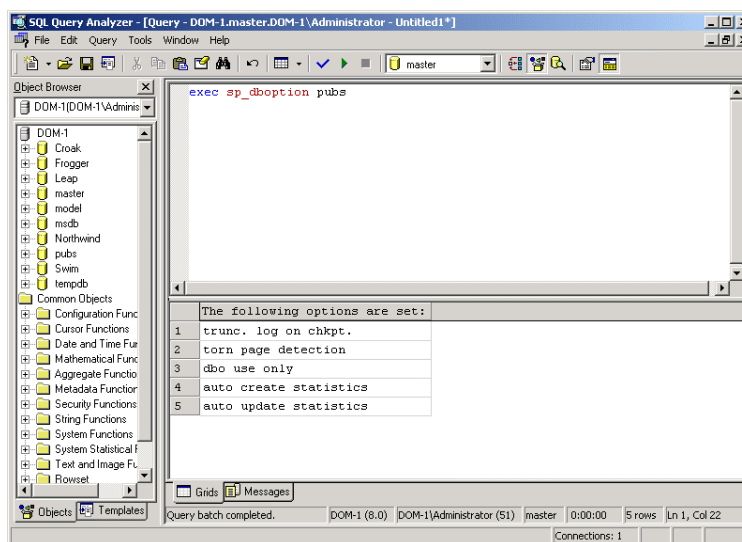 SQL Query Analyzer - [Query - DOM-1.master.DOM-1\Administrator - Untitled1*]
File Edit Query Tools Window Help
master
Object Browser
DOM-1(DOM-1\Adminis
DOM-1
Croak
Frogger
Leap
master
model
msdb
Northwind
pubs
Swim
tempdb
Common Objects
Configuration Func
Cursor Functions
Date and Time Fur
Mathematical Func
Aggregate Function
Metadata Function
Security Functions
String Functions
System Functions
System Statistical F
Text and Image Fu
Rowset
Objects Templates
exec sp_dboption pubs
The following options are set:
1 trunc. log on chkpt.
2 torn page detection
3 dbo use only
4 auto create statistics
5 auto update statistics
Grids Messages
Query batch completed. DOM-1 (8.0) DOM-1\Administrator (51) master 0:00:00 5 rows Ln 1, Col 22
Connections: 1